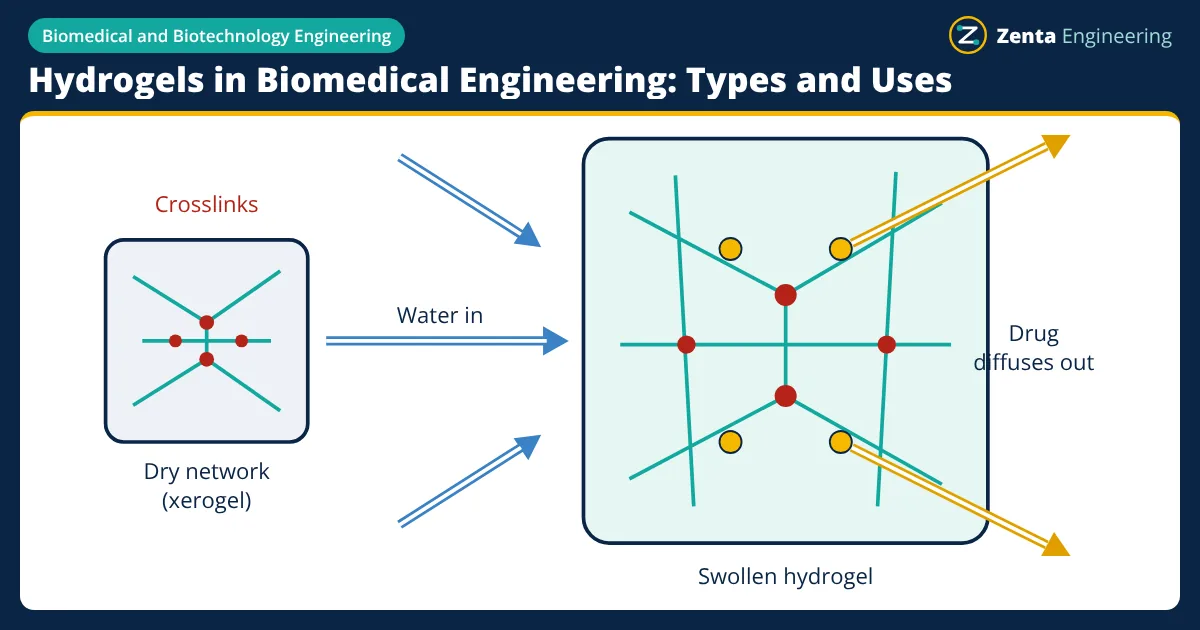 Biomedical and Biotechnology Engineering
Zenta Engineering
Hydrogels in Biomedical Engineering: Types and Uses
Crosslinks
Water in
Drug
diffuses out
Dry network
(xerogel)
Swollen hydrogel